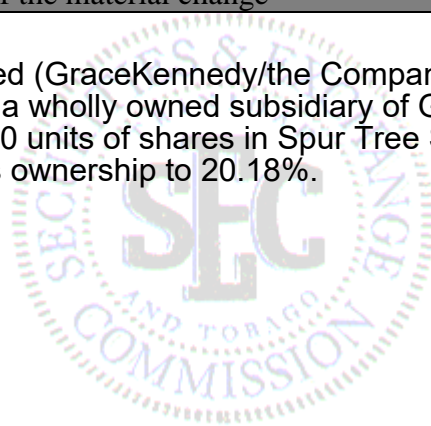 the material change
ed (GraceKennedy/the Compan
a wholly owned subsidiary of G
0 units of shares in Spur Tree
ownership to 20.18%.
SECURITIES & EXCHANGE
SEC
AND TOBAGO
COMMISSION